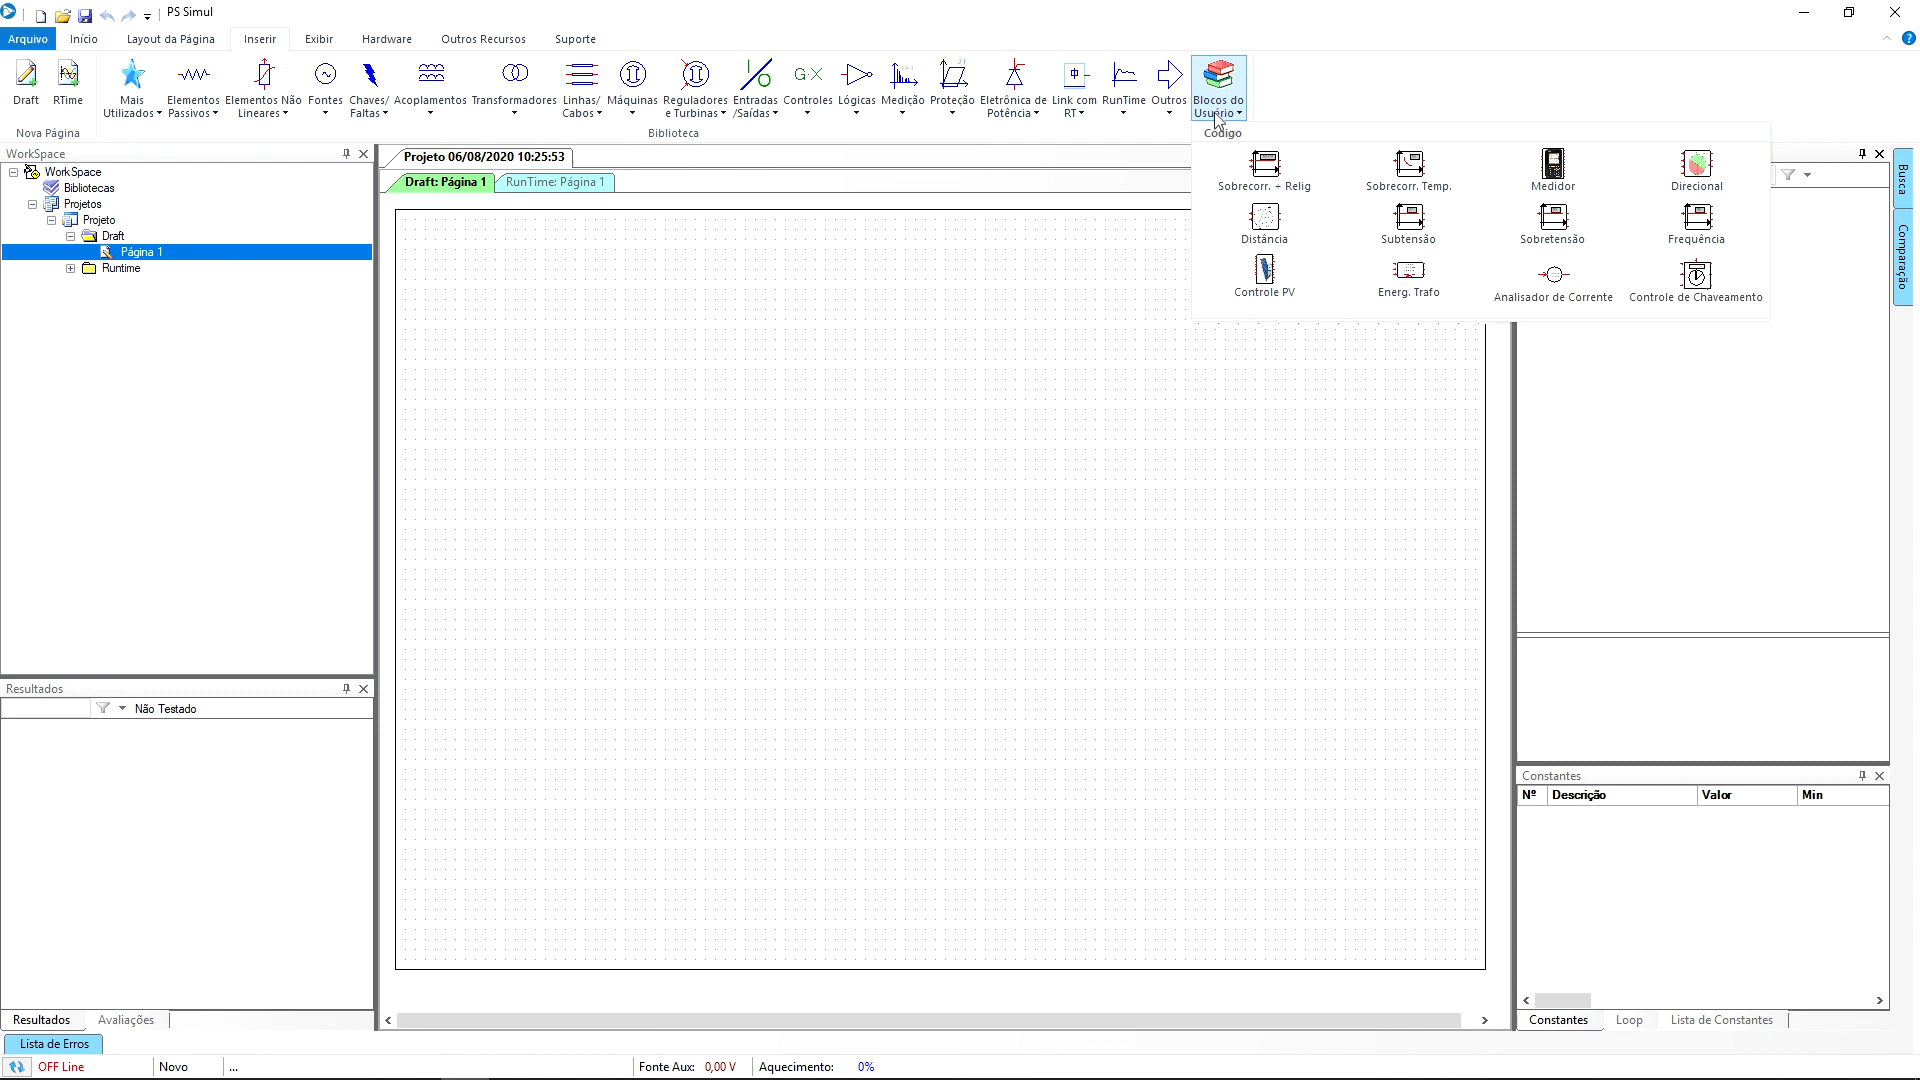 PS Simul
Arquivo Início Layout da Página Inserir Exibir Hardware Outros Recursos Suporte
Draft RTime
Nova Página
Mais Utilizados
Elementos Passivos
Elementos Não Lineares
Fontes
Chaves/ Faltas
Acoplamentos
Transformadores
Linhas/ Cabos
Máquinas
Reguladores e Turbinas
Entradas /Saídas
Controles
Lógicas
Medição
Proteção
Eletrônica de Potência
Link com RT
RunTime
Outros
Blocos do Usuário
Biblioteca
Código
Sobrecorr. + Relig Sobrecorr. Temp. Medidor Direcional
Distância Subtensão Sobretensão Frequência
Controle PV Energ. Trafo Analisador de Corrente Controle de Chaveamento
WorkSpace
WorkSpace
Bibliotecas
Projetos
Projeto
Draft
Página 1
Runtime
Projeto 06/08/2020 10:25:53
Draft: Página 1 RunTime: Página 1
Busca
Comparação
Resultados
Não Testado
Resultados Avaliações
Constantes
Nº Descrição Valor Min
Constantes Loop Lista de Constantes
Lista de Erros
OFF Line Novo ... Fonte Aux: 0,00 V Aquecimento: 0%